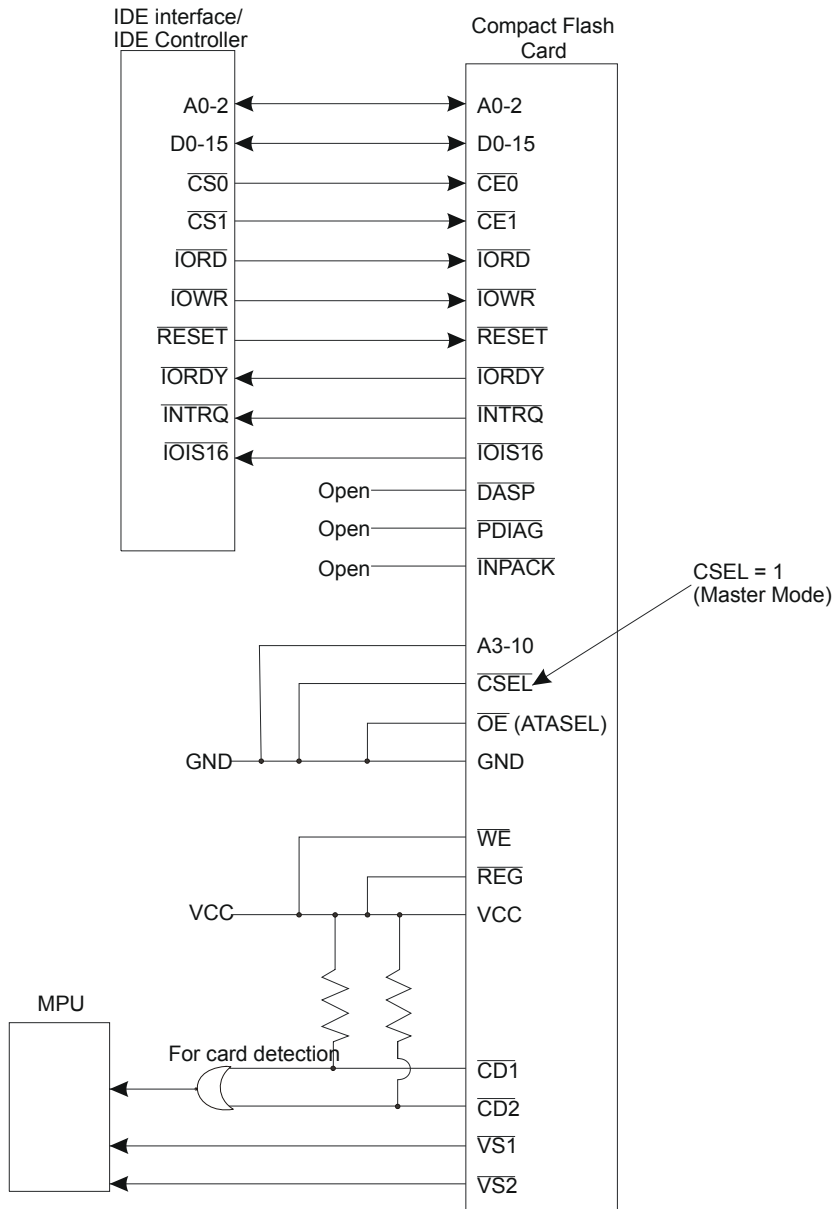 IDE interface/
IDE Controller
Compact Flash
Card
A0-2
A0-2
D0-15
D0-15
CS0
CE0
CS1
CE1
IORD
IORD
IOWR
IOWR
RESET
RESET
IORDY
IORDY
INTRQ
INTRQ
IOIS16
IOIS16
Open
DASP
Open
PDIAG
Open
INPACK
CSEL = 1
(Master Mode)
A3-10
CSEL
OE (ATASEL)
GND
GND
WE
REG
VCC
VCC
MPU
For card detection
CD1
CD2
VS1
VS2